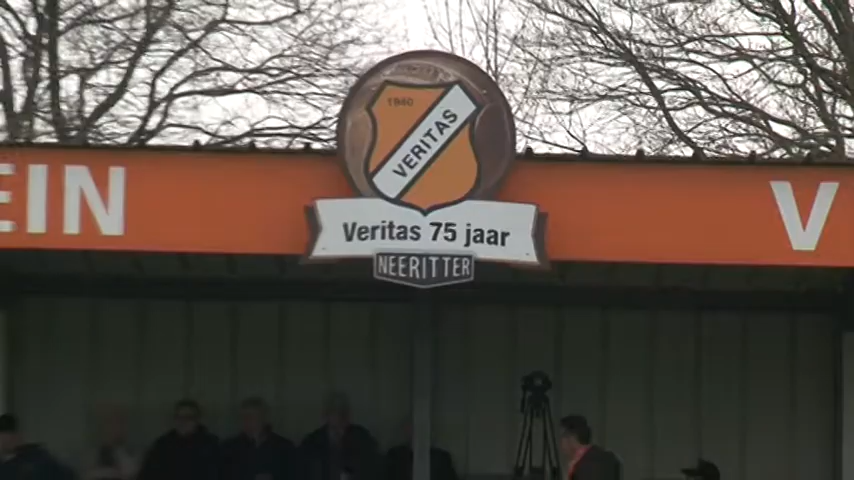 EIN
1940
VERITAS
Veritas 75 jaar
NEERITTER
V